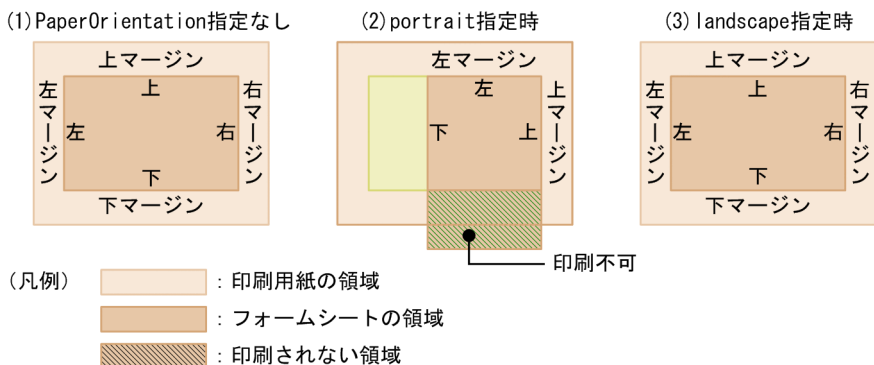 (1)PaperOrientation指定なし
上マージン
左マージン
上
左
右
下
右マージン
下マージン
(2)portrait指定時
左マージン
左
下
上
上マージン
印刷不可
(3)landscape指定時
上マージン
左マージン
上
左
右
下
右マージン
下マージン
(凡例)
：印刷用紙の領域
：フォームシートの領域
：印刷されない領域